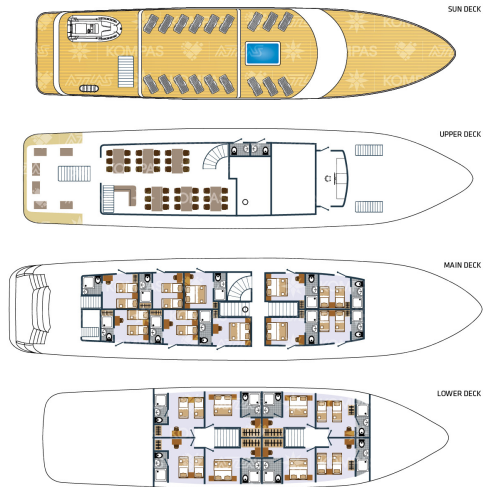 SUN DECK
KOMPAS
KOMPAS
UPPER DECK
MAIN DECK
LOWER DECK